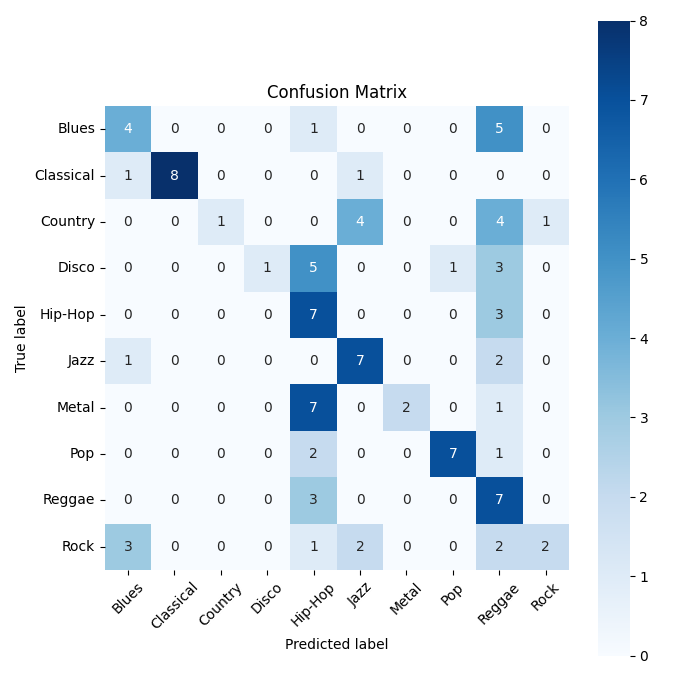 Confusion Matrix
Blues 4 0 0 0 1 0 0 0 5 0
Classical 1 8 0 0 0 1 0 0 0 0
Country 0 0 1 0 0 4 0 0 4 1
Disco 0 0 0 1 5 0 0 1 3 0
Hip-Hop 0 0 0 0 7 0 0 0 3 0
Jazz 1 0 0 0 0 7 0 0 2 0
Metal 0 0 0 0 7 0 2 0 1 0
Pop 0 0 0 0 2 0 0 7 1 0
Reggae 0 0 0 0 3 0 0 0 7 0
Rock 3 0 0 0 1 2 0 0 2 2
True label
Blues Classical Country Disco Hip-Hop Jazz Metal Pop Reggae Rock
Predicted label
8
7
6
5
4
3
2
1
0